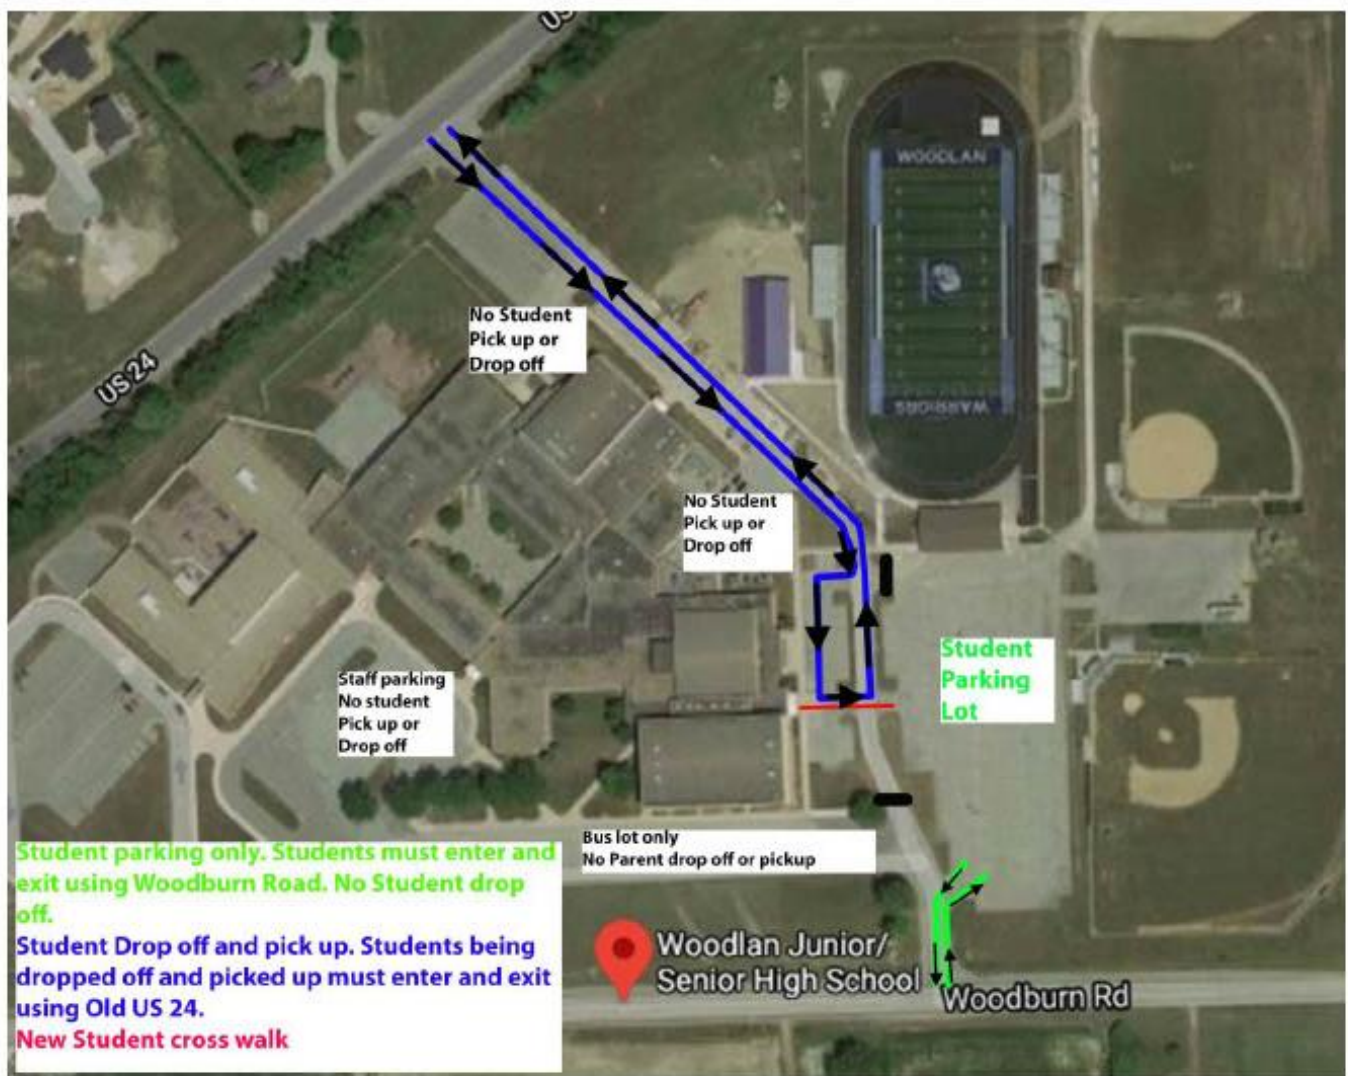 US
WOODLAN
US 24
No Student
Pick up or
Drop off
WARRIORS
No Student
Pick up or
Drop off
Student
Parking
Lot
Staff parking
No student
Pick up or
Drop off
Bus lot only
No Parent drop off or pickup
Student parking only. Students must enter and
exit using Woodburn Road. No Student drop
off.
Student Drop off and pick up. Students being
dropped off and picked up must enter and exit
using Old US 24.
New Student cross walk
Woodlan Junior/
Senior High School
Woodburn Rd